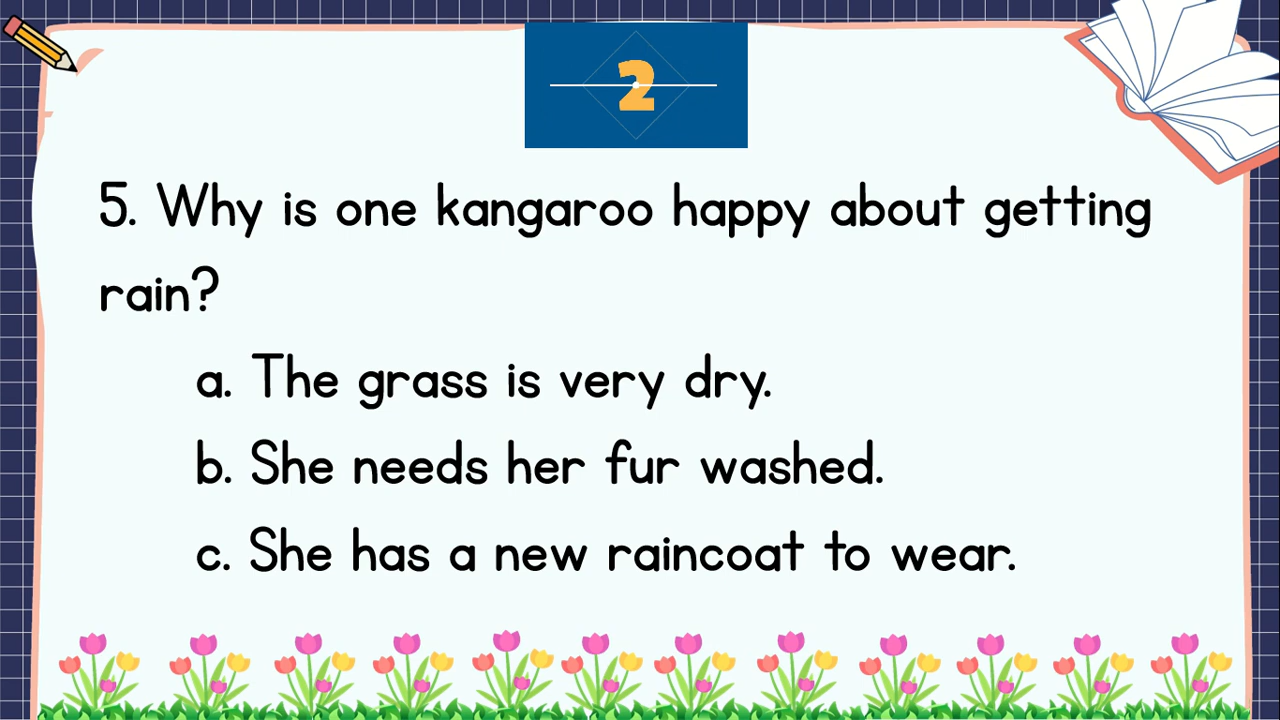 2
5. Why is one kangaroo happy about getting
rain?
a. The grass is very dry.
b. She needs her fur washed.
c. She has a new raincoat to wear.